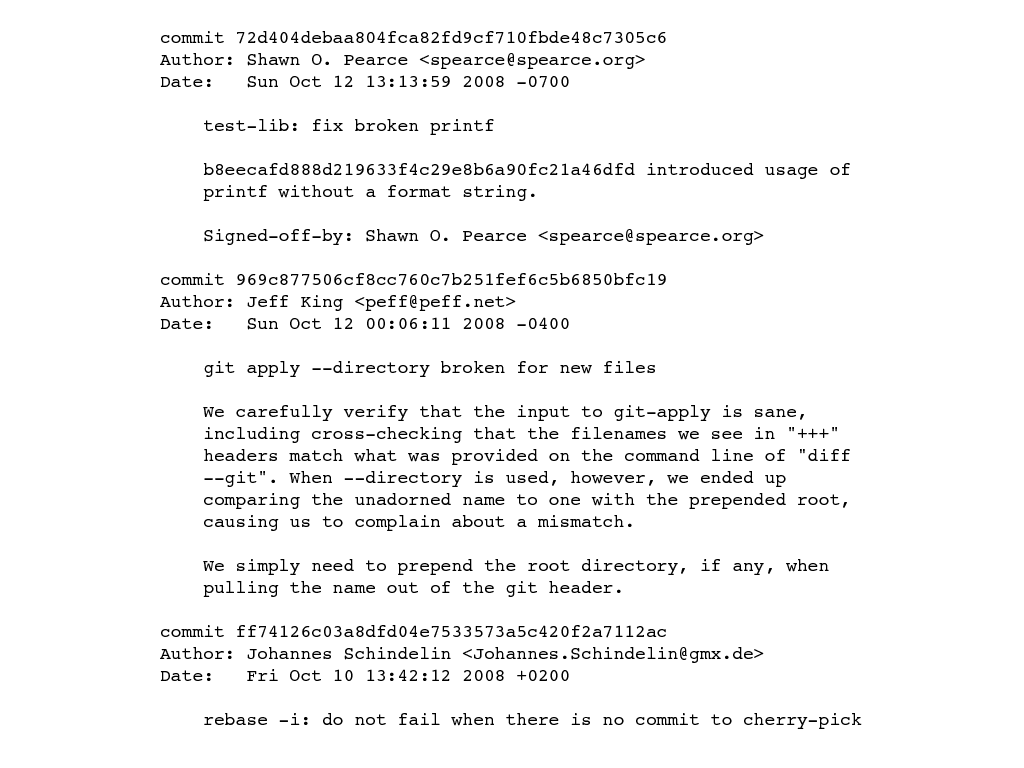 commit 72d404debaa804fca82fd9cf710fbde48c7305c6
Author: Shawn O. Pearce <spearce@spearce.org>
Date:   Sun Oct 12 13:13:59 2008 -0700
test-lib: fix broken printf
b8eecafd888d219633f4c29e8b6a90fc21a46dfd introduced usage of
printf without a format string.
Signed-off-by: Shawn O. Pearce <spearce@spearce.org>
commit 969c877506cf8cc760c7b251fef6c5b6850bfc19
Author: Jeff King <peff@peff.net>
Date:   Sun Oct 12 00:06:11 2008 -0400
git apply --directory broken for new files
We carefully verify that the input to git-apply is sane,
including cross-checking that the filenames we see in "+++"
headers match what was provided on the command line of "diff
--git". When --directory is used, however, we ended up
comparing the unadorned name to one with the prepended root,
causing us to complain about a mismatch.
We simply need to prepend the root directory, if any, when
pulling the name out of the git header.
commit ff74126c03a8dfd04e7533573a5c420f2a7112ac
Author: Johannes Schindelin <Johannes.Schindelin@gmx.de>
Date:   Fri Oct 10 13:42:12 2008 +0200
rebase -i: do not fail when there is no commit to cherry-pick